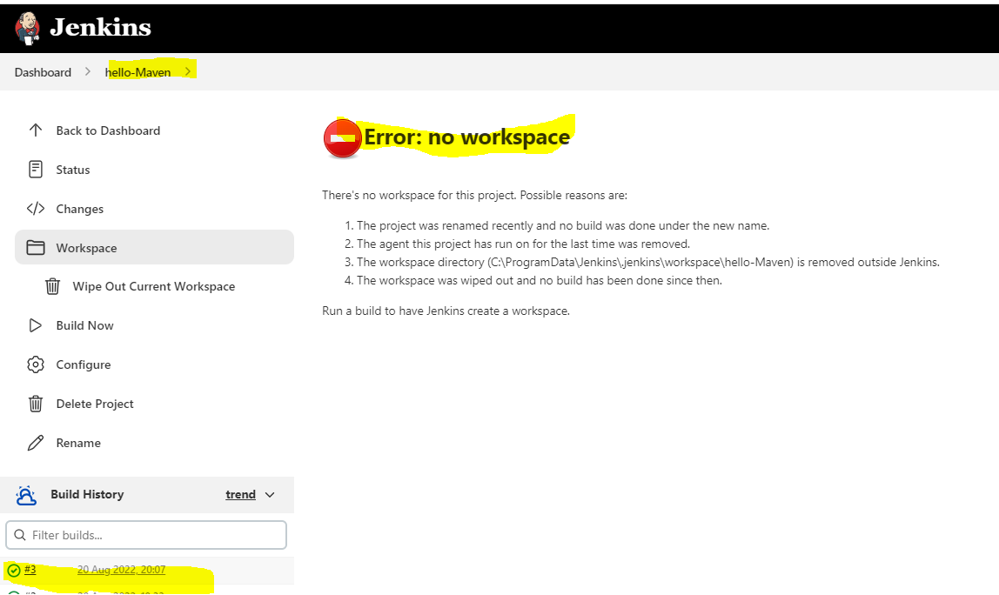 Jenkins
Dashboard > hello-Maven >
Back to Dashboard
Status
Changes
Workspace
Wipe Out Current Workspace
Build Now
Configure
Delete Project
Rename
Build History trend
Filter builds...
#3 20 Aug 2022, 20:07
Error: no workspace
There's no workspace for this project. Possible reasons are:
1. The project was renamed recently and no build was done under the new name.
2. The agent this project has run on for the last time was removed.
3. The workspace directory (C:\ProgramData\Jenkins\.jenkins\workspace\hello-Maven) is removed outside Jenkins.
4. The workspace was wiped out and no build has been done since then.
Run a build to have Jenkins create a workspace.